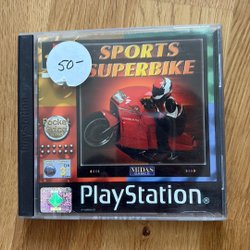 50-
SPORTS
SUPERBIKE
Pocket
Price
MIDAS
PlayStation